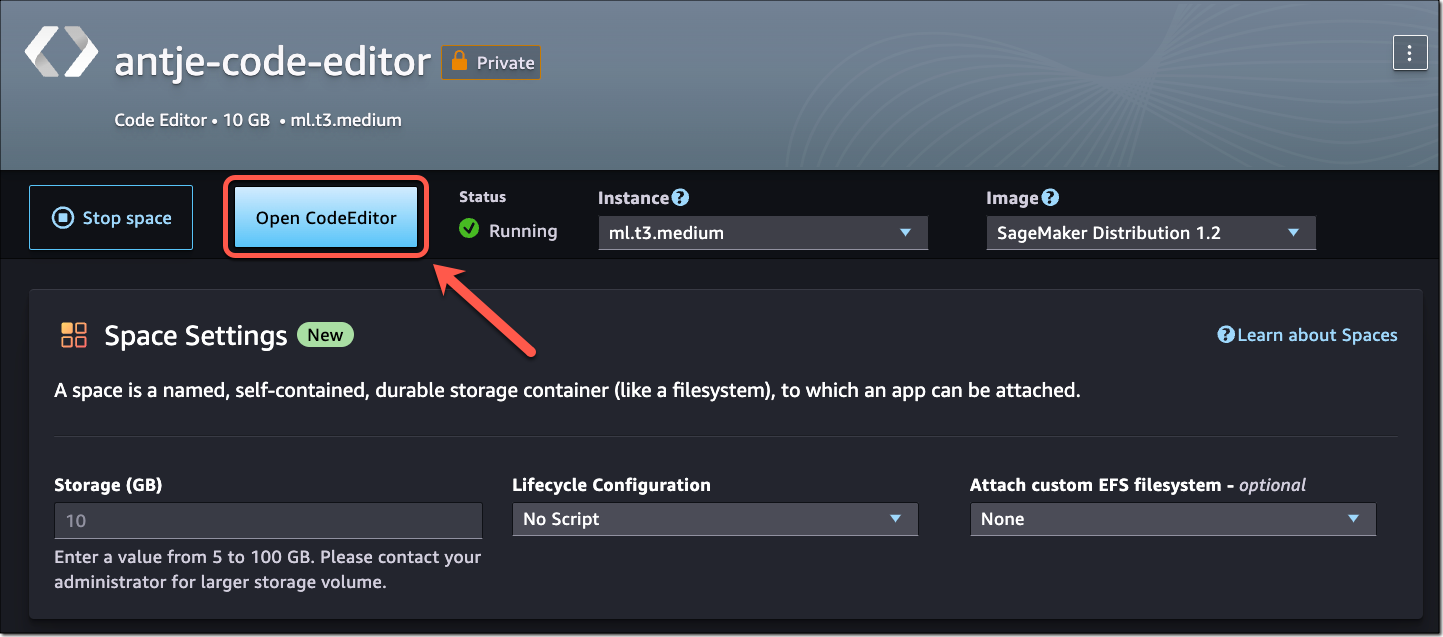 antje-code-editor Private
Code Editor • 10 GB • ml.t3.medium
Stop space
Open CodeEditor
Status
Running
Instance
ml.t3.medium
Image
SageMaker Distribution 1.2
Space Settings New
Learn about Spaces
A space is a named, self-contained, durable storage container (like a filesystem), to which an app can be attached.
Storage (GB)
10
Enter a value from 5 to 100 GB. Please contact your
administrator for larger storage volume.
Lifecycle Configuration
No Script
Attach custom EFS filesystem - optional
None